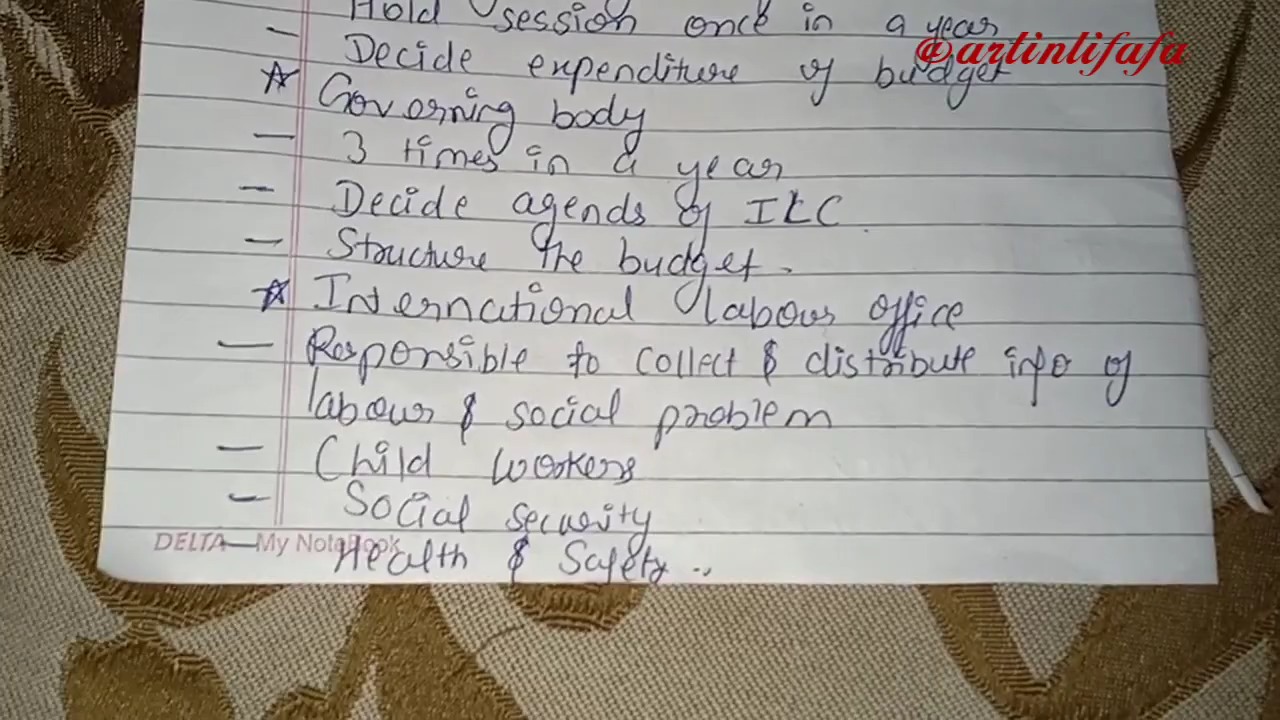 Hold session once in a year
@artinlifafa
— Decide expenditure of budget
☆ Governing body
— 3 times in a year
— Decide agends of ILC
— Structure the budget.
☆ International labour office
— Responsible to collect & distribute info of
labour & social problem
— Child workers
— Social security
DELTA My NoteBook
— Health & Safety..